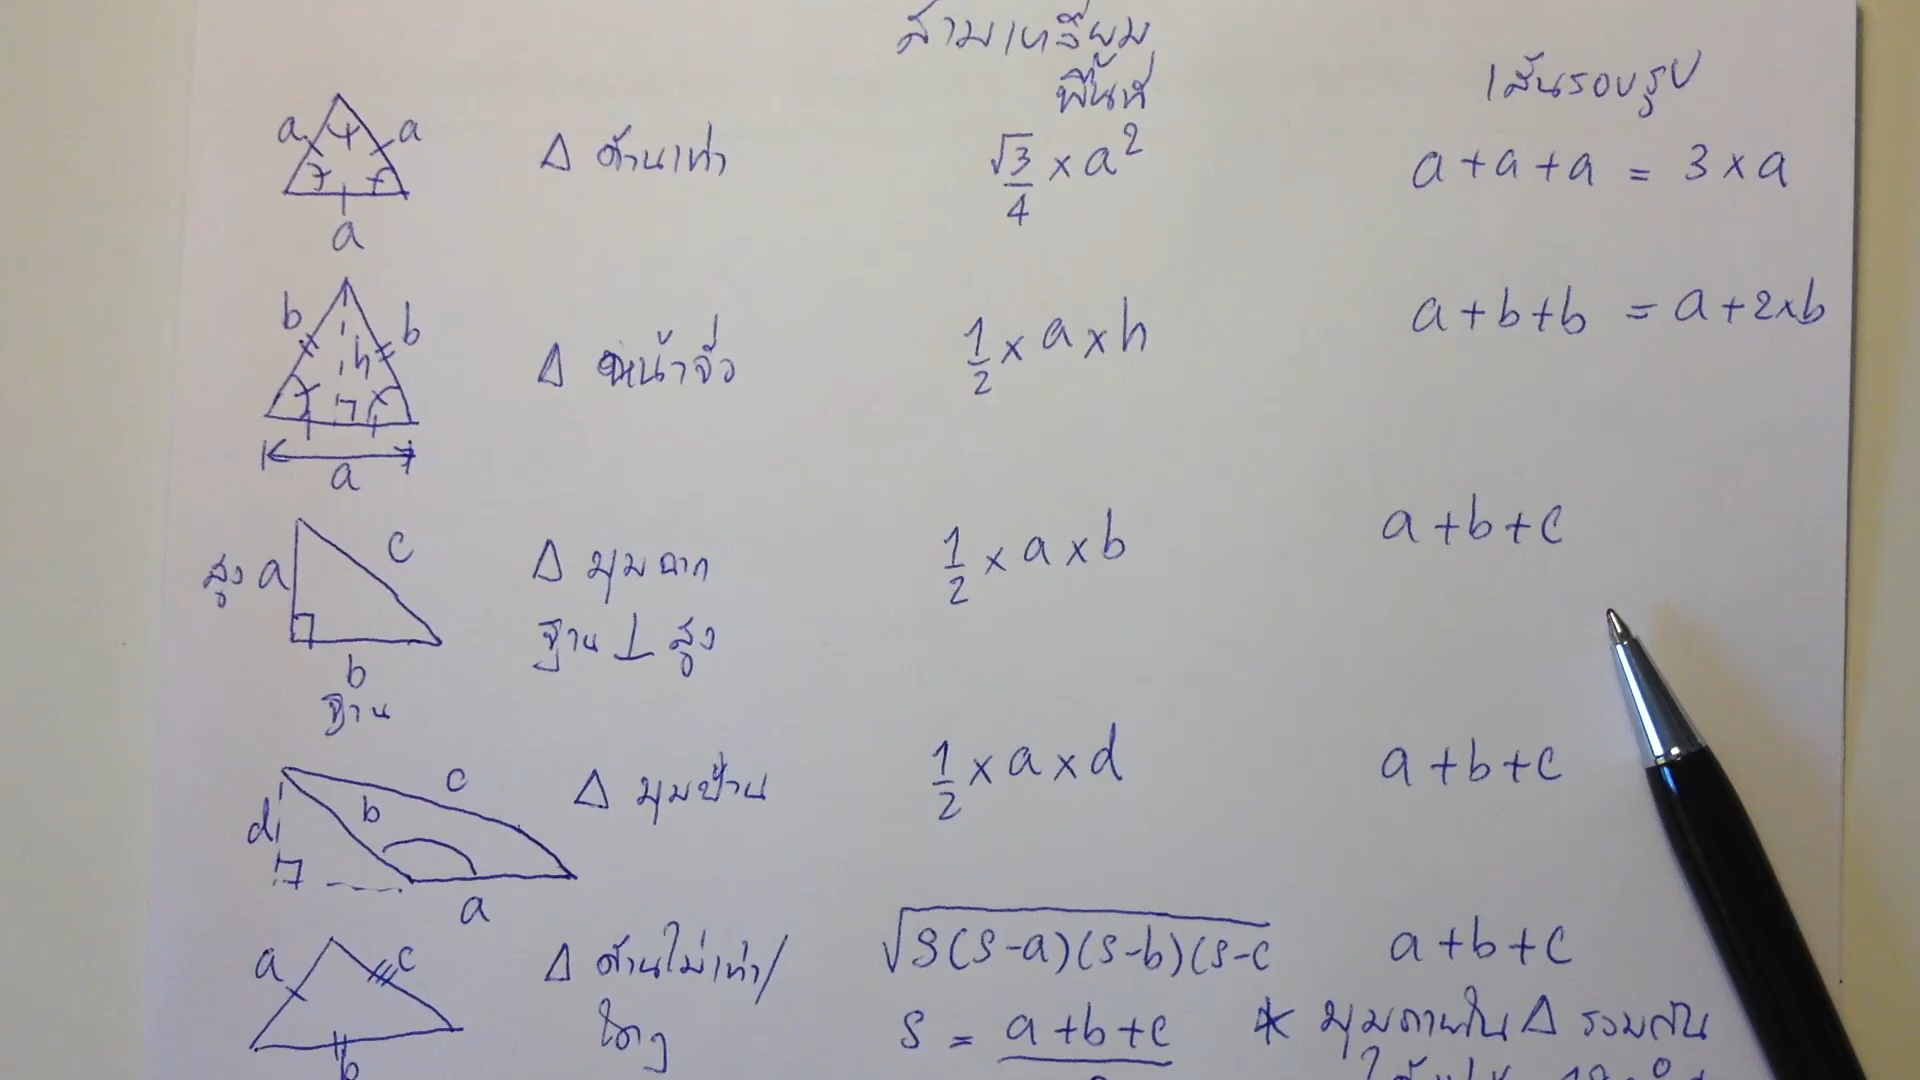 สามเหลี่ยม
พื้นที่
เส้นรอบรูป
a a
a
Δ ด้านเท่า
√3/4 × a²
a + a + a = 3 × a
b b
h
a
Δ หน้าจั่ว
1/2 × a × h
a + b + b = a + 2 × b
สูง a
c
b
ฐาน
Δ มุมฉาก
ฐาน ⊥ สูง
1/2 × a × b
a + b + c
c
b
d
a
Δ มุมป้าน
1/2 × a × d
a + b + c
a
c
b
Δ ด้านไม่เท่า/
ใดๆ
√S(S-a)(S-b)(S-c
S = a + b + c
a + b + c
* มุมภายใน Δ รวมกัน